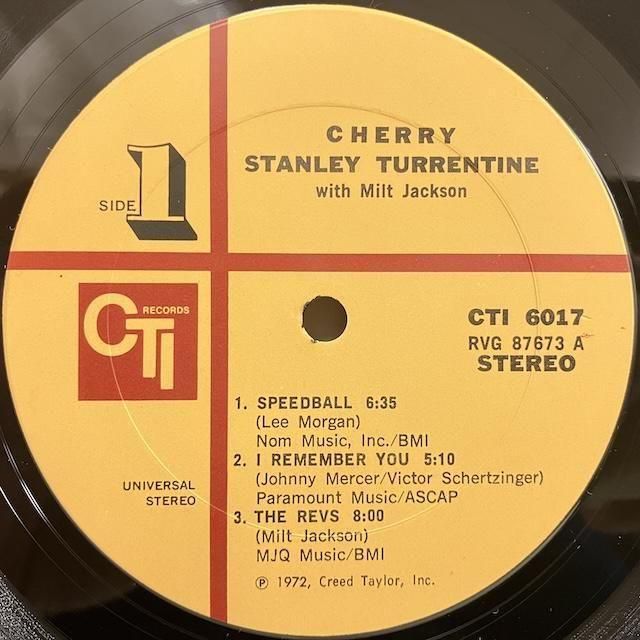 CHERRY
STANLEY TURRENTINE
with Milt Jackson
SIDE 1
CTI RECORDS
CTI 6017
RVG 87673 A
STEREO
1. SPEEDBALL 6:35
(Lee Morgan)
Nom Music, Inc./BMI
2. I REMEMBER YOU 5:10
(Johnny Mercer/Victor Schertzinger)
Paramount Music/ASCAP
3. THE REVS 8:00
(Milt Jackson)
MJQ Music/BMI
UNIVERSAL
STEREO
℗ 1972, Creed Taylor, Inc.